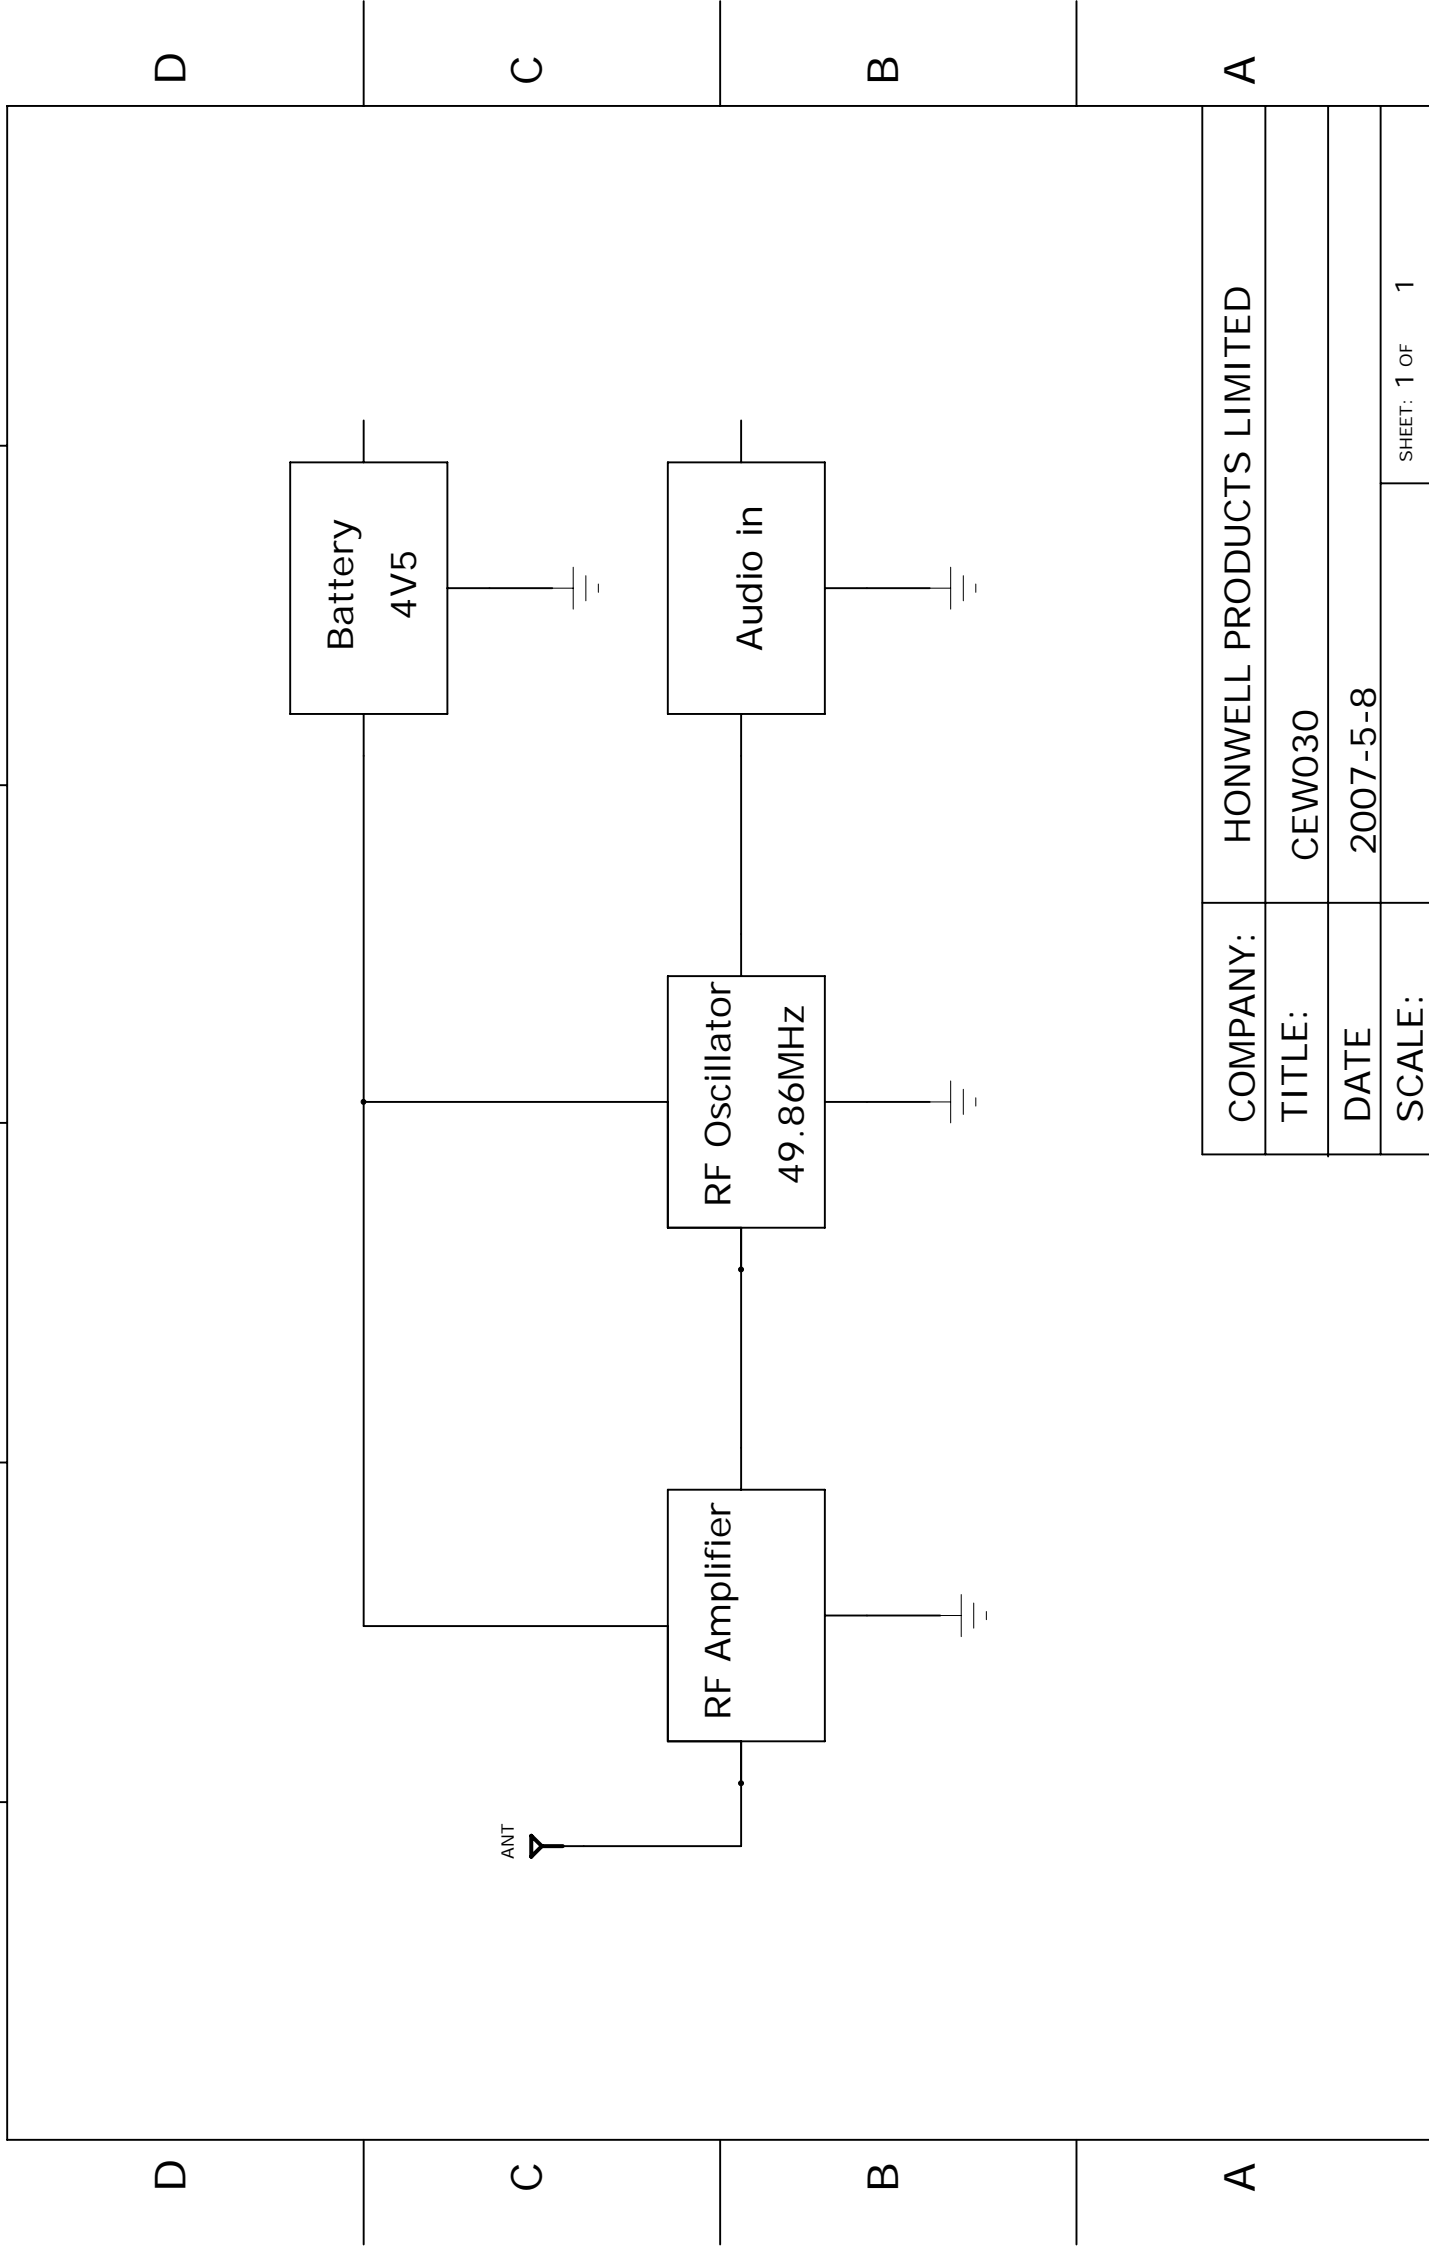 D
C
B
A
ANT
Battery
4V5
RF Amplifier
RF Oscillator
49.86MHz
Audio in
COMPANY: HONWELL PRODUCTS LIMITED
TITLE: CEW030
DATE 2007-5-8
SCALE: SHEET: 1 OF 1
D
C
B
A